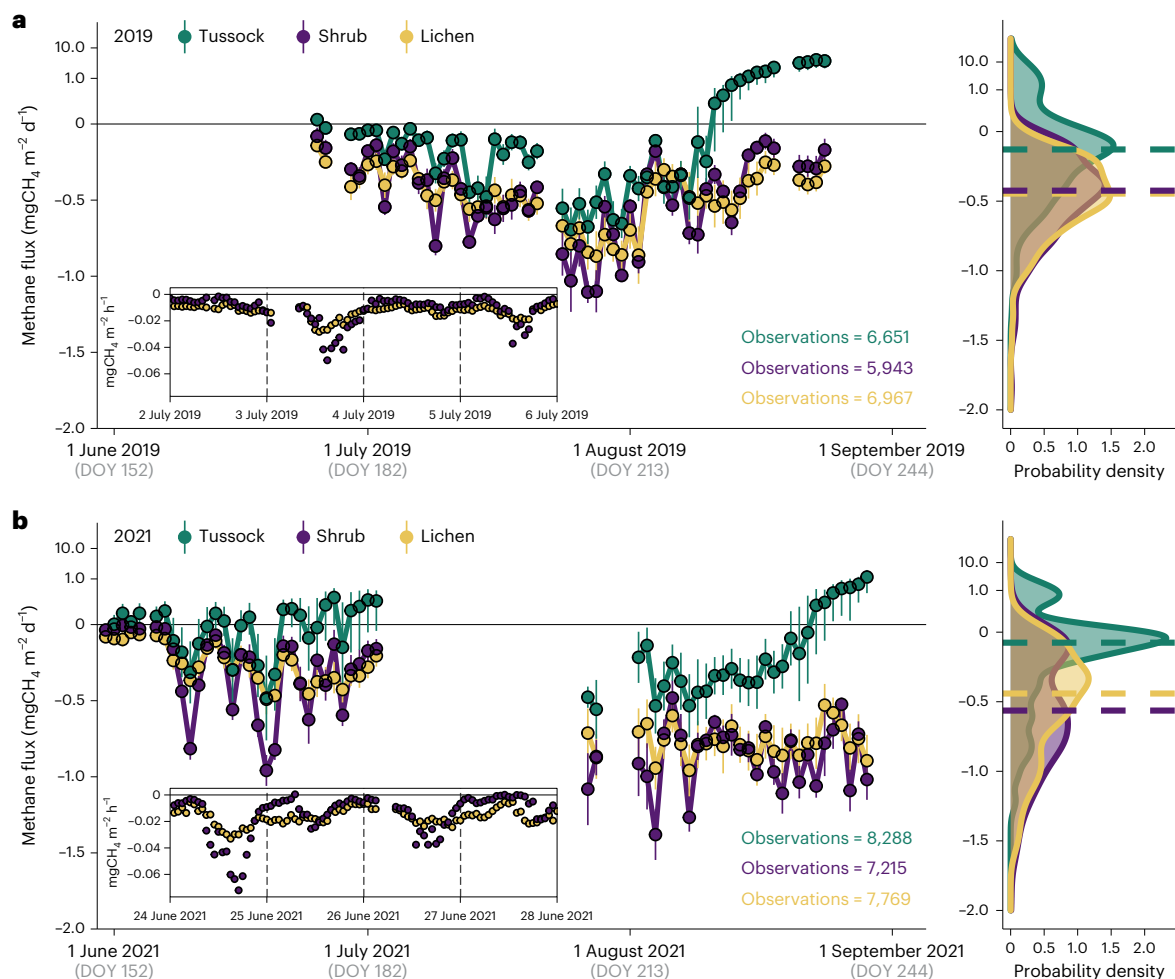 a
2019 Tussock Shrub Lichen
Methane flux (mgCH₄ m⁻² d⁻¹)
10.0
1.0
0
−0.5
−1.0
−1.5
−2.0
mgCH₄ m⁻² h⁻¹
0
−0.02
−0.04
−0.06
2 July 2019 3 July 2019 4 July 2019 5 July 2019 6 July 2019
Observations = 6,651
Observations = 5,943
Observations = 6,967
1 June 2019 1 July 2019 1 August 2019 1 September 2019
(DOY 152) (DOY 182) (DOY 213) (DOY 244)
10.0
1.0
0
−0.5
−1.0
−1.5
−2.0
0 0.5 1.0 1.5 2.0
Probability density
b
2021 Tussock Shrub Lichen
Methane flux (mgCH₄ m⁻² d⁻¹)
10.0
1.0
0
−0.5
−1.0
−1.5
−2.0
mgCH₄ m⁻² h⁻¹
0
−0.02
−0.04
−0.06
24 June 2021 25 June 2021 26 June 2021 27 June 2021 28 June 2021
Observations = 8,288
Observations = 7,215
Observations = 7,769
1 June 2021 1 July 2021 1 August 2021 1 September 2021
(DOY 152) (DOY 182) (DOY 213) (DOY 244)
10.0
1.0
0
−0.5
−1.0
−1.5
−2.0
0 0.5 1.0 1.5 2.0
Probability density